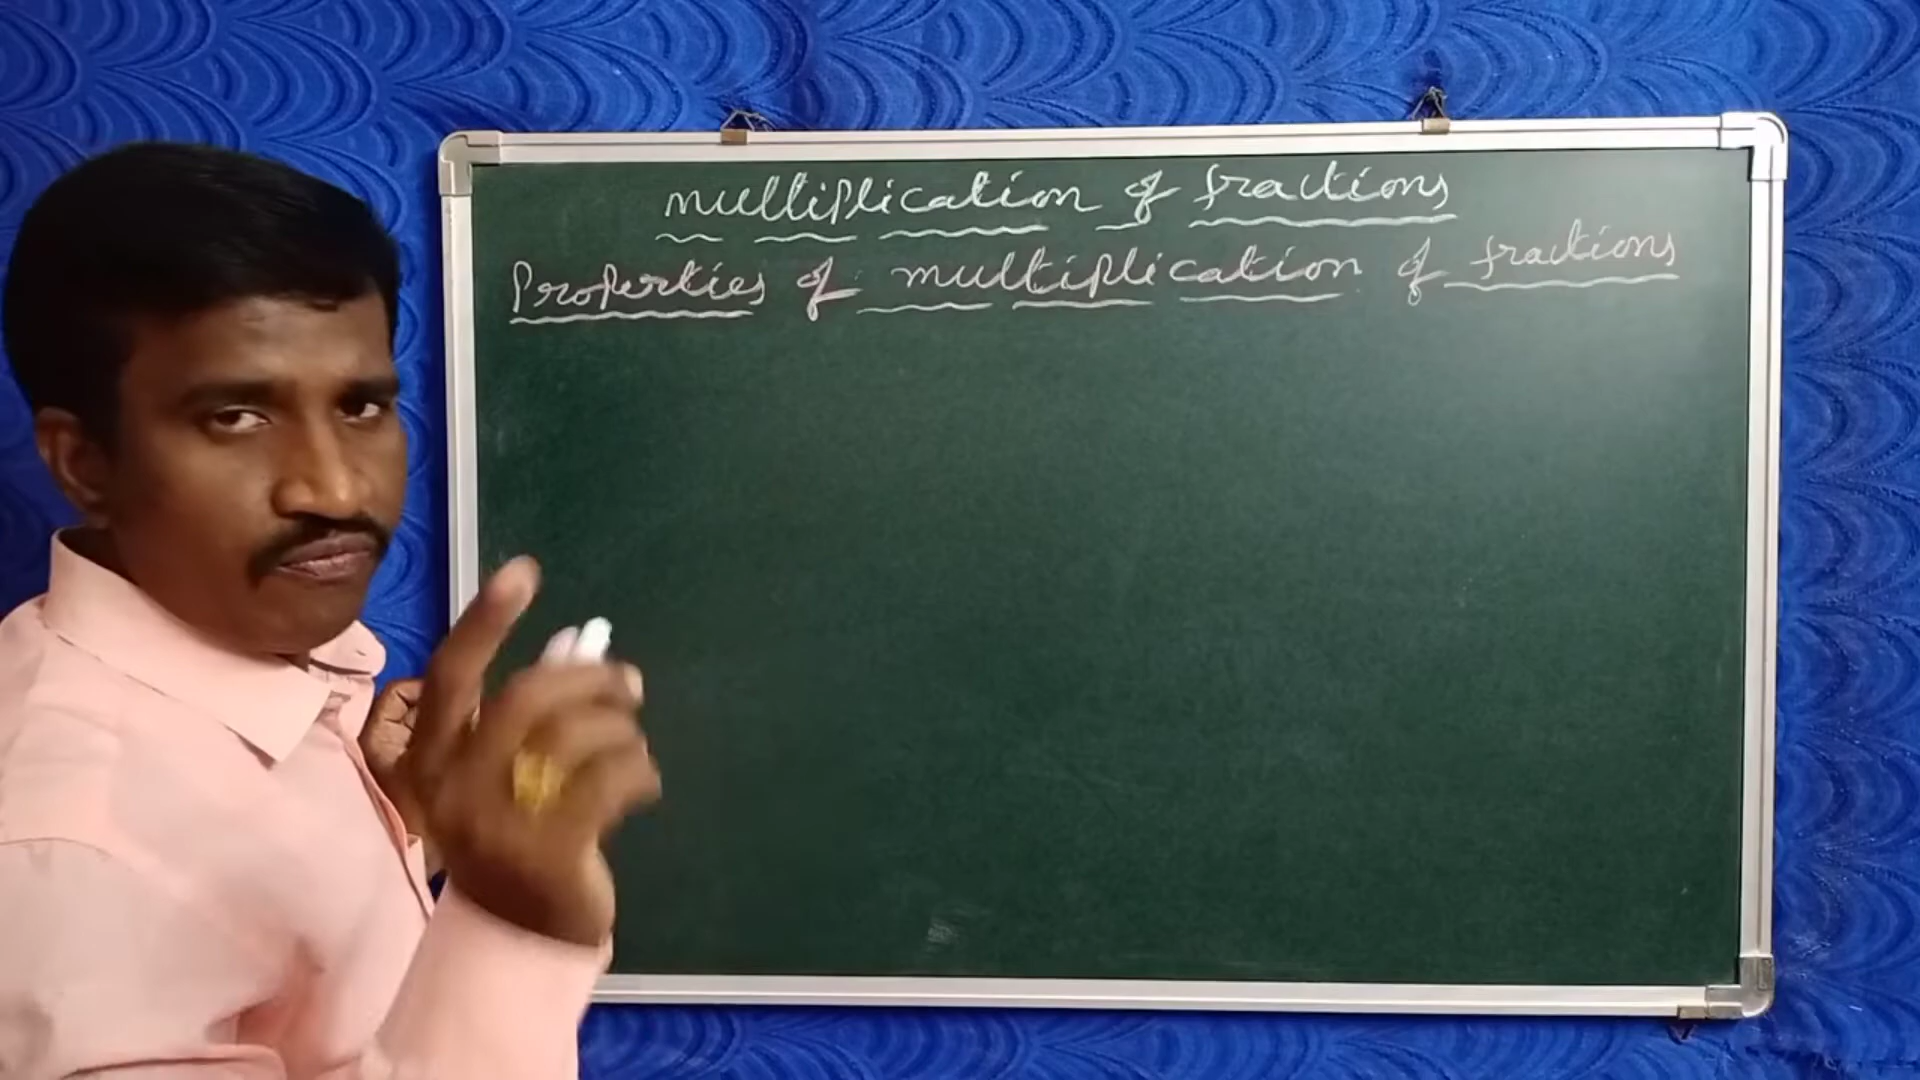 multiplication of fractions
Properties of multiplication of fractions